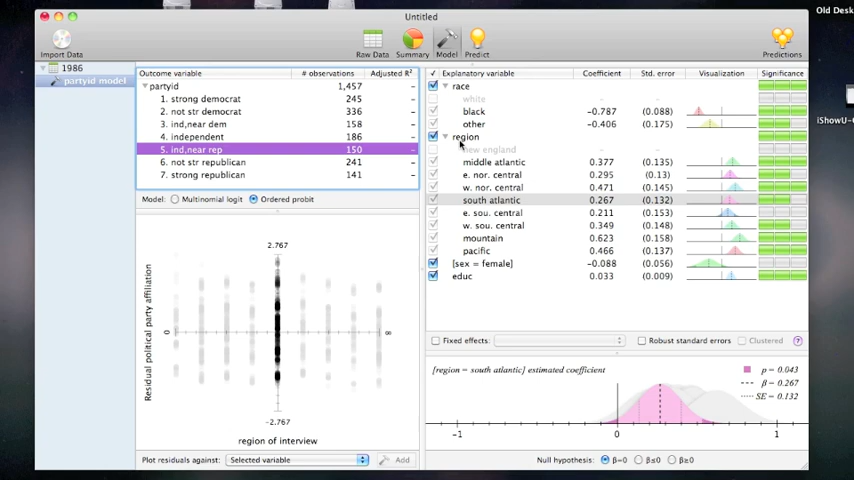 Untitled
Old Desk
Import Data
Raw Data
Summary
Model
Predict
Predictions
1986
partyid model
Outcome variable # observations Adjusted R²
partyid 1,457 –
1. strong democrat 245 –
2. not str democrat 336 –
3. ind,near dem 158 –
4. independent 186 –
5. ind,near rep 150 –
6. not str republican 241 –
7. strong republican 141 –
Model: Multinomial logit Ordered probit
2.767
Residual political party affiliation
0
8
-2.767
region of interview
Plot residuals against: Selected variable Add
✓ Explanatory variable Coefficient Std. error Visualization Significance
race
white – –
black −0.787 (0.088)
other −0.406 (0.175)
region
new england – –
middle atlantic 0.377 (0.135)
e. nor. central 0.295 (0.13)
w. nor. central 0.471 (0.145)
south atlantic 0.267 (0.132)
e. sou. central 0.211 (0.153)
w. sou. central 0.349 (0.148)
mountain 0.623 (0.158)
pacific 0.466 (0.137)
[sex = female] −0.088 (0.056)
educ 0.033 (0.009)
Fixed effects: Robust standard errors Clustered ?
[region = south atlantic] estimated coefficient
p = 0.043
β = 0.267
SE = 0.132
-1 0 1
Null hypothesis: β=0 β≤0 β≥0